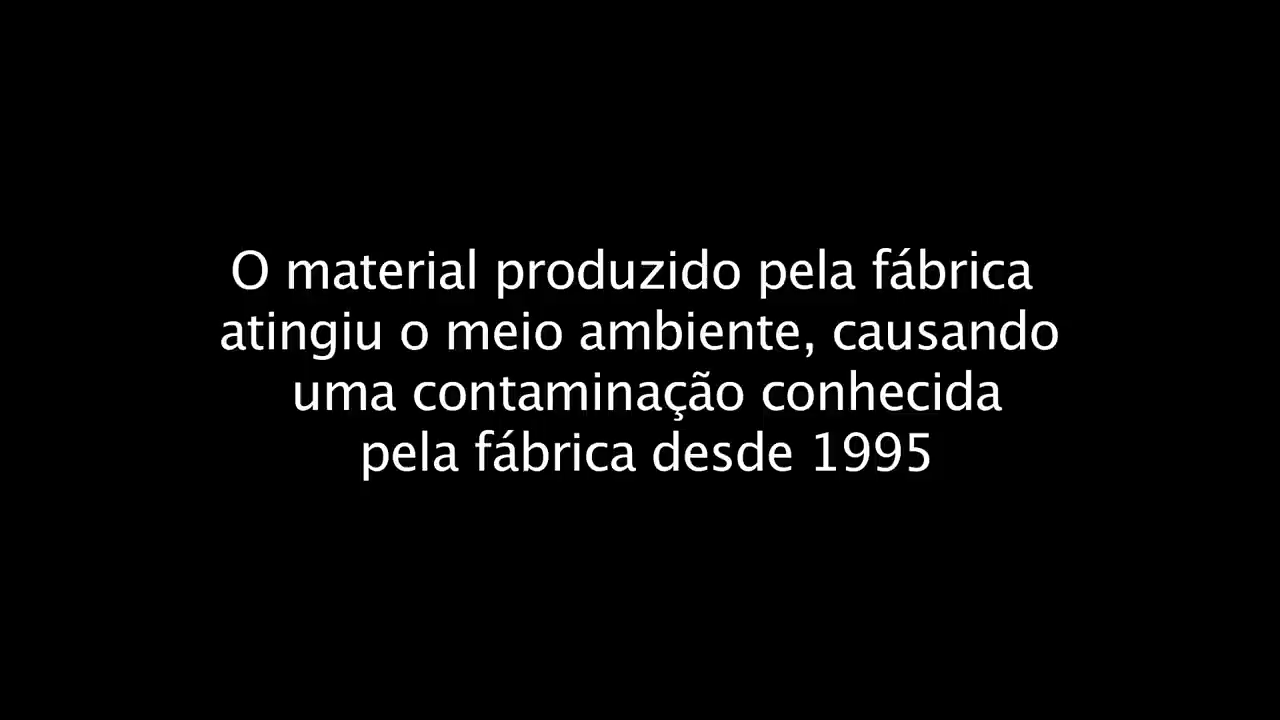 O material produzido pela fábrica
atingiu o meio ambiente, causando
uma contaminação conhecida
pela fábrica desde 1995